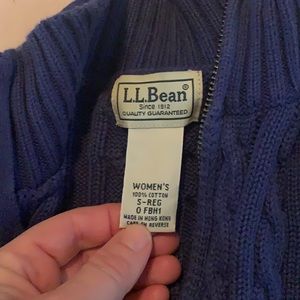 L.L.Bean®
Since 1912
QUALITY GUARANTEED
WOMEN'S
100% COTTON
S-REG
0 FBH1
MADE IN HONG KONG
CARE ON REVERSE